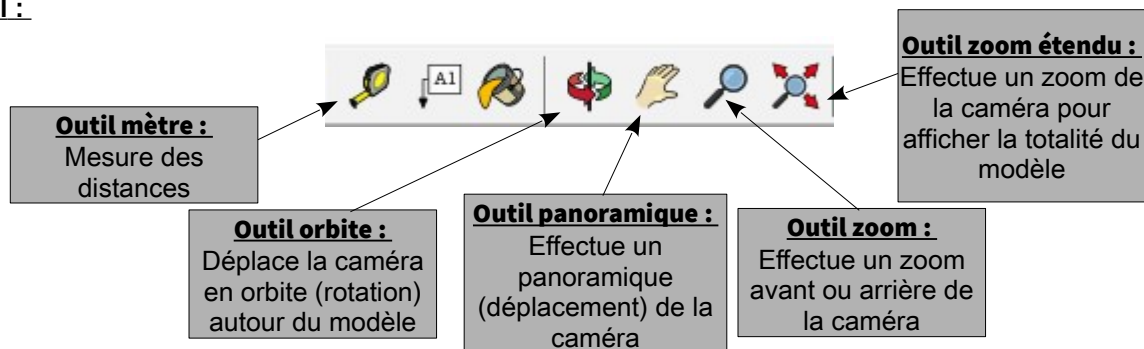 Outil zoom étendu :
Effectue un zoom de
la caméra pour
afficher la totalité du
modèle
A1
Outil mètre :
Mesure des
distances
Outil orbite :
Déplace la caméra
en orbite (rotation)
autour du modèle
Outil panoramique :
Effectue un
panoramique
(déplacement) de la
caméra
Outil zoom :
Effectue un zoom
avant ou arrière de
la caméra